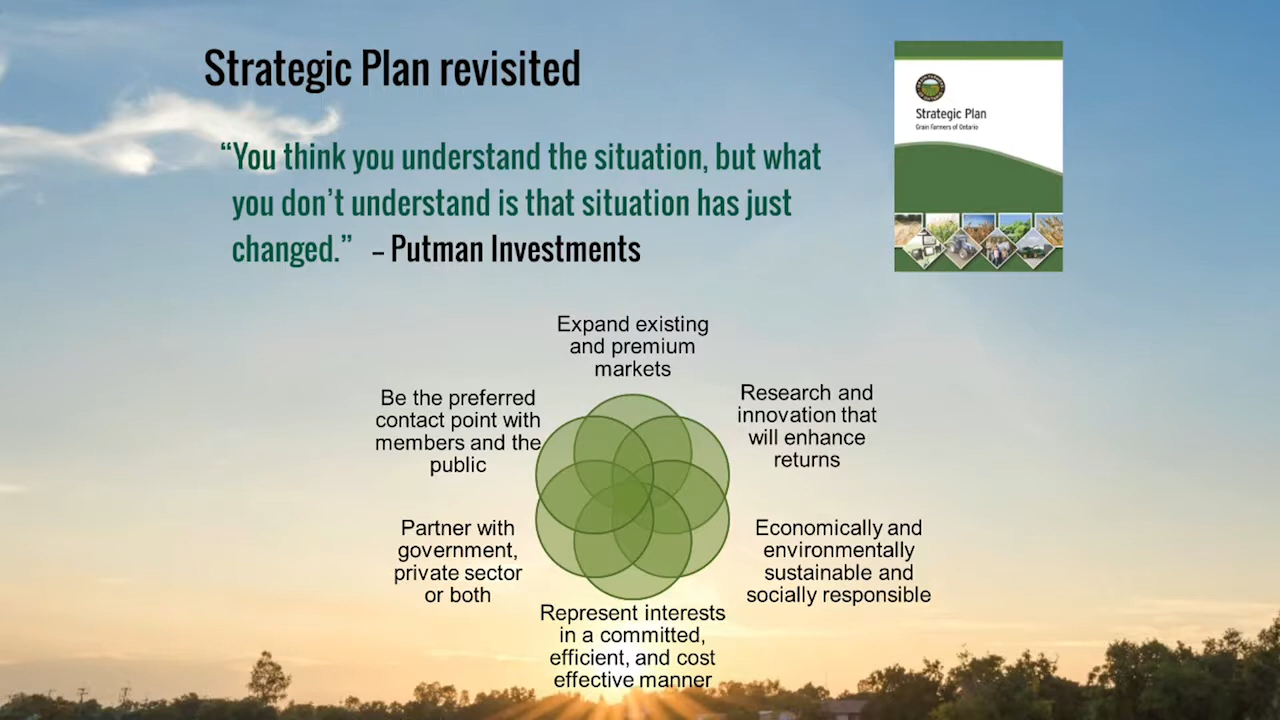 Strategic Plan revisited
“You think you understand the situation, but what
you don’t understand is that situation has just
changed.” – Putman Investments
Strategic Plan
Grain Farmers of Ontario
Expand existing
and premium
markets
Be the preferred
contact point with
members and the
public
Research and
innovation that
will enhance
returns
Partner with
government,
private sector
or both
Economically and
environmentally
sustainable and
socially responsible
Represent interests
in a committed,
efficient, and cost
effective manner